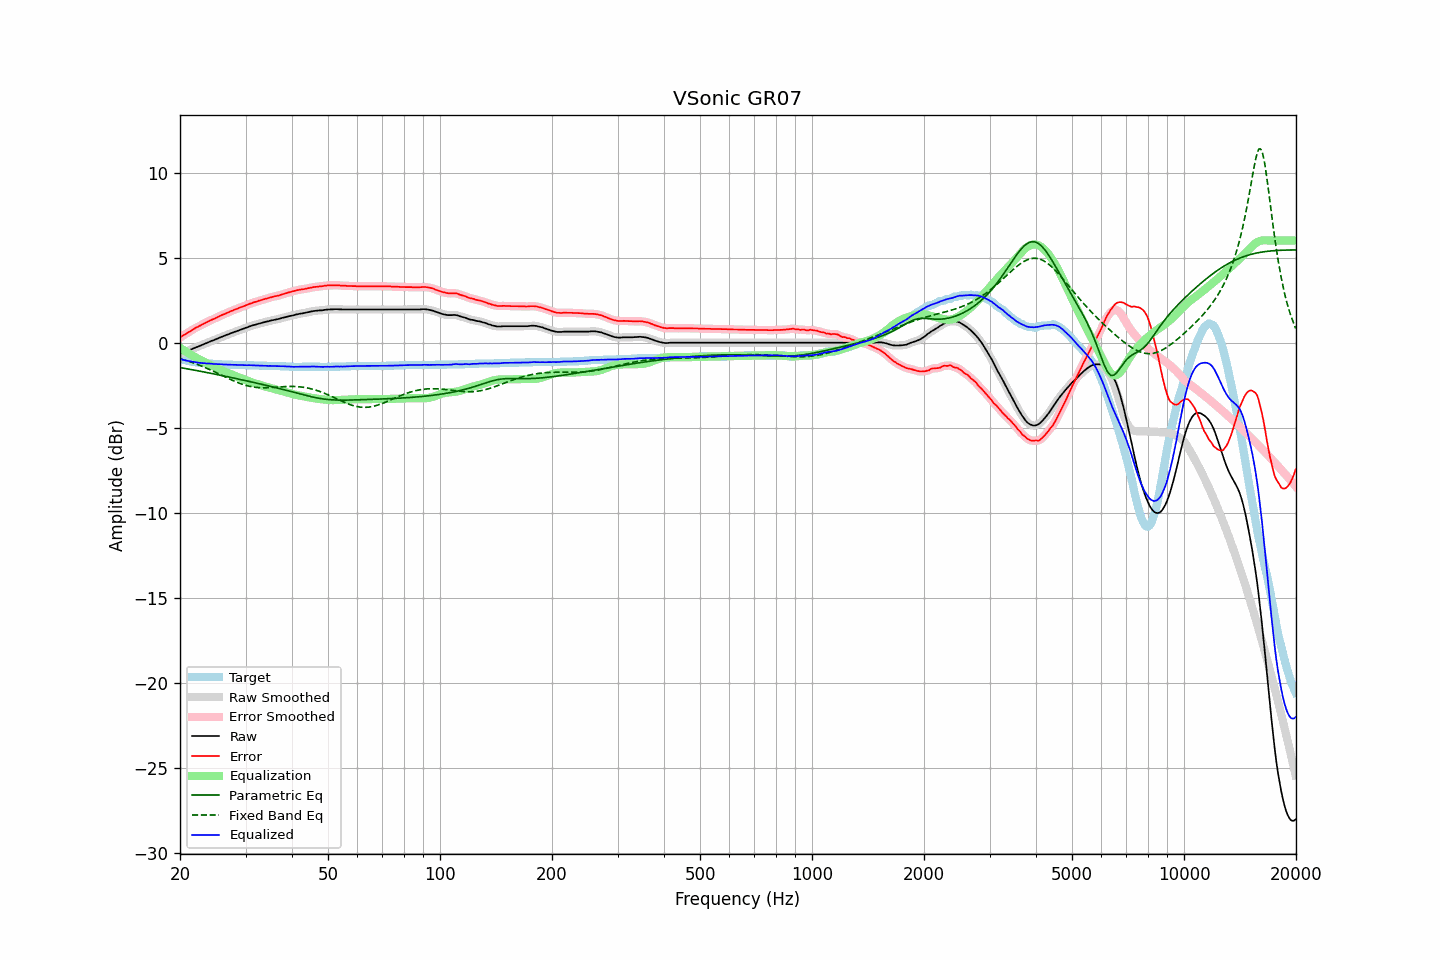 VSonic GR07
Amplitude (dBr)
10
5
0
−5
−10
−15
−20
−25
−30
Target
Raw Smoothed
Error Smoothed
Raw
Error
Equalization
Parametric Eq
Fixed Band Eq
Equalized
20 50 100 200 500 1000 2000 5000 10000 20000
Frequency (Hz)